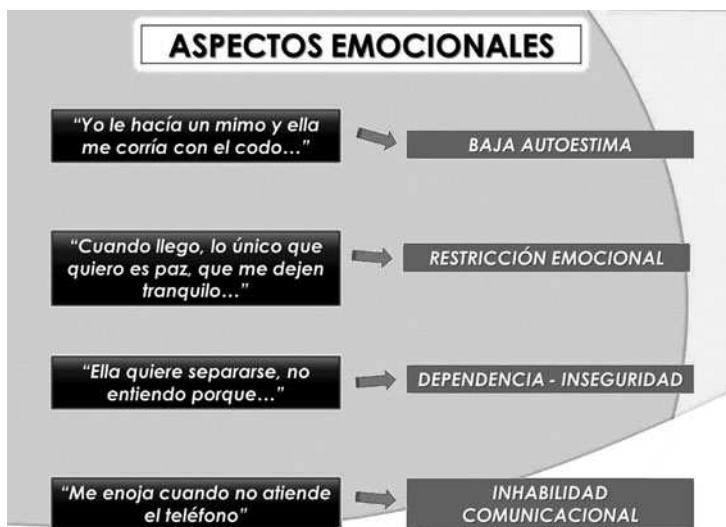 ASPECTOS EMOCIONALES
“Yo le hacía un mimo y ella
me corría con el codo…”
BAJA AUTOESTIMA
“Cuando llego, lo único que
quiero es paz, que me dejen
tranquilo…”
RESTRICCIÓN EMOCIONAL
“Ella quiere separarse, no
entiendo porque…”
DEPENDENCIA - INSEGURIDAD
“Me enoja cuando no atiende
el teléfono”
INHABILIDAD
COMUNICACIONAL